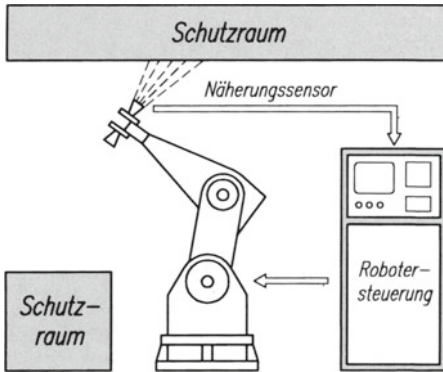 Schutzraum
Näherungssensor
Roboter-
steuerung
Schutz-
raum